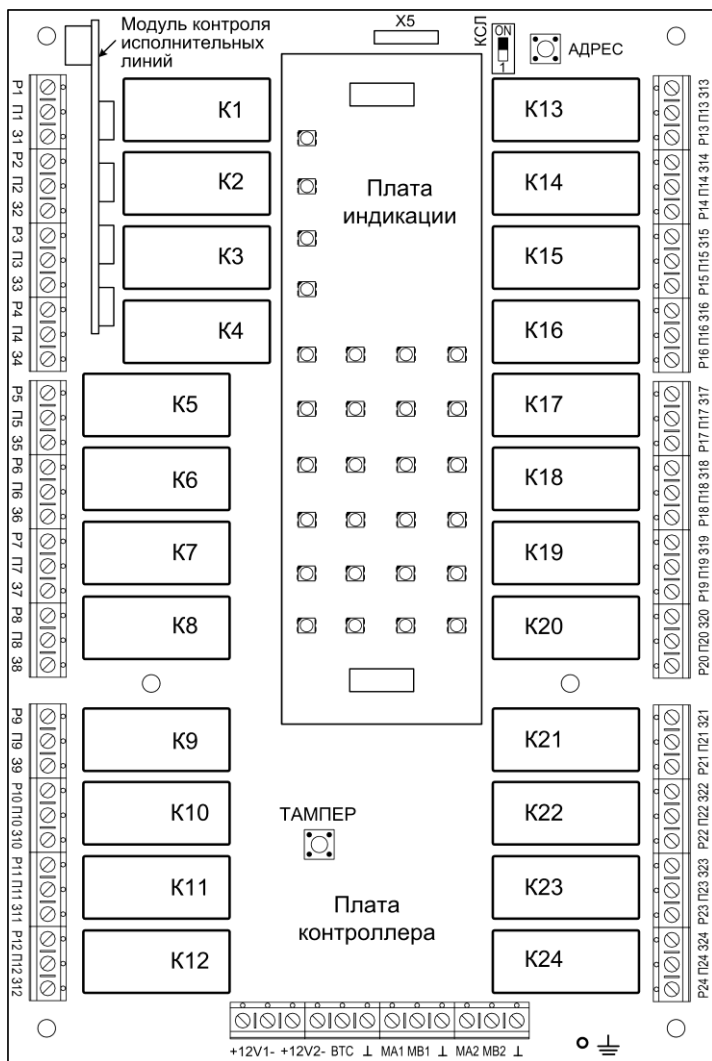 Модуль контроля
исполнительных
линий
X5
КСЛ
ON
1
АДРЕС
Р1 П1 З1
Р2 П2 З2
Р3 П3 З3
Р4 П4 З4
Р5 П5 З5
Р6 П6 З6
Р7 П7 З7
Р8 П8 З8
Р9 П9 З9
Р10 П10 З10
Р11 П11 З11
Р12 П12 З12
К1
К2
К3
К4
К5
К6
К7
К8
К9
К10
К11
К12
Плата
индикации
ТАМПЕР
Плата
контроллера
К13
К14
К15
К16
К17
К18
К19
К20
К21
К22
К23
К24
Р13 П13 З13
Р14 П14 З14
Р15 П15 З15
Р16 П16 З16
Р17 П17 З17
Р18 П18 З18
Р19 П19 З19
Р20 П20 З20
Р21 П21 З21
Р22 П22 З22
Р23 П23 З23
Р24 П24 З24
+12V1- +12V2- ВТС ⊥ МА1 МВ1 ⊥ МА2 МВ2 ⊥